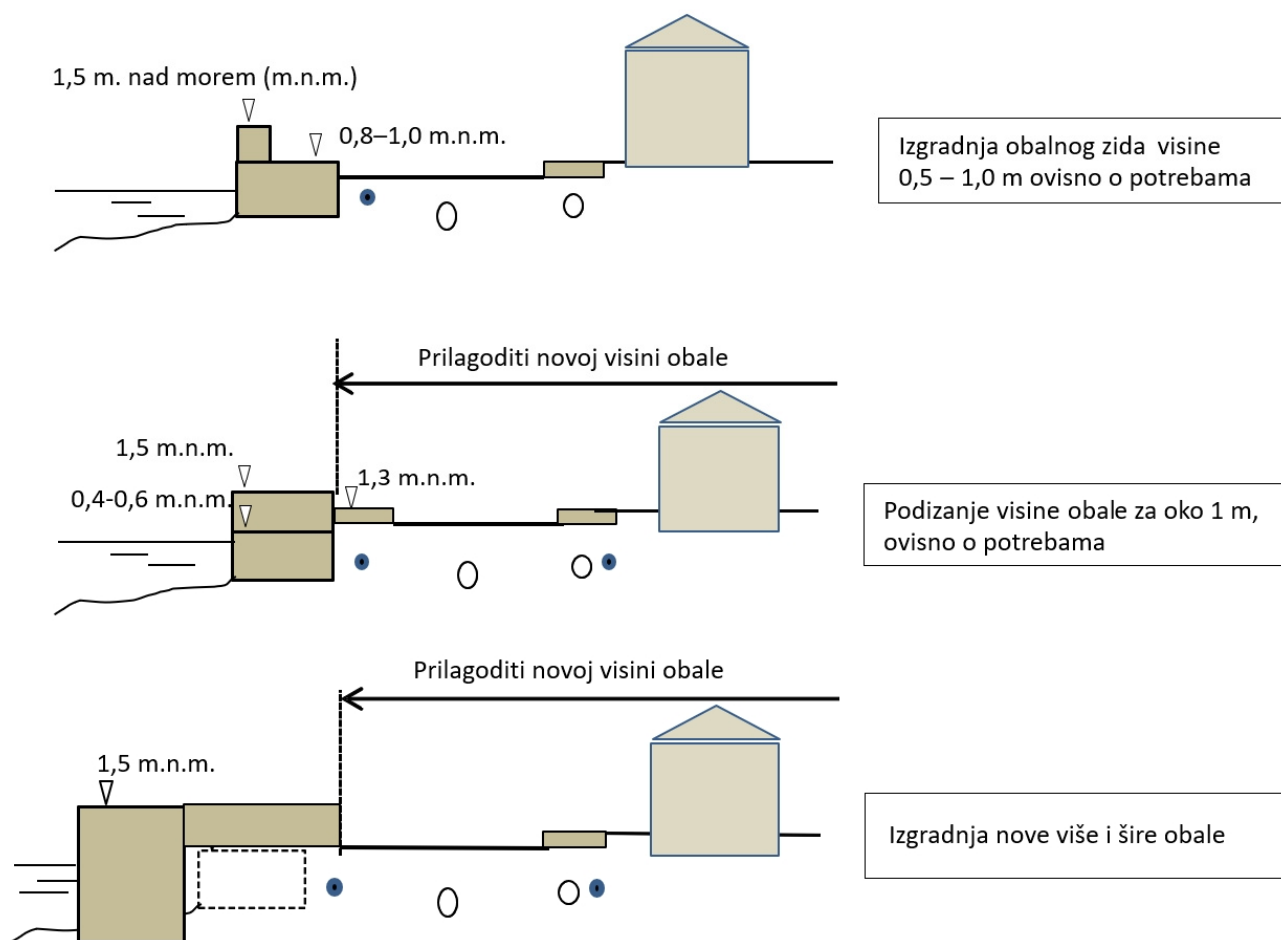 1,5 m. nad morem (m.n.m.)
0,8–1,0 m.n.m.
Izgradnja obalnog zida visine
0,5 – 1,0 m ovisno o potrebama
Prilagoditi novoj visini obale
1,5 m.n.m.
0,4-0,6 m.n.m.
1,3 m.n.m.
Podizanje visine obale za oko 1 m,
ovisno o potrebama
Prilagoditi novoj visini obale
1,5 m.n.m.
Izgradnja nove više i šire obale